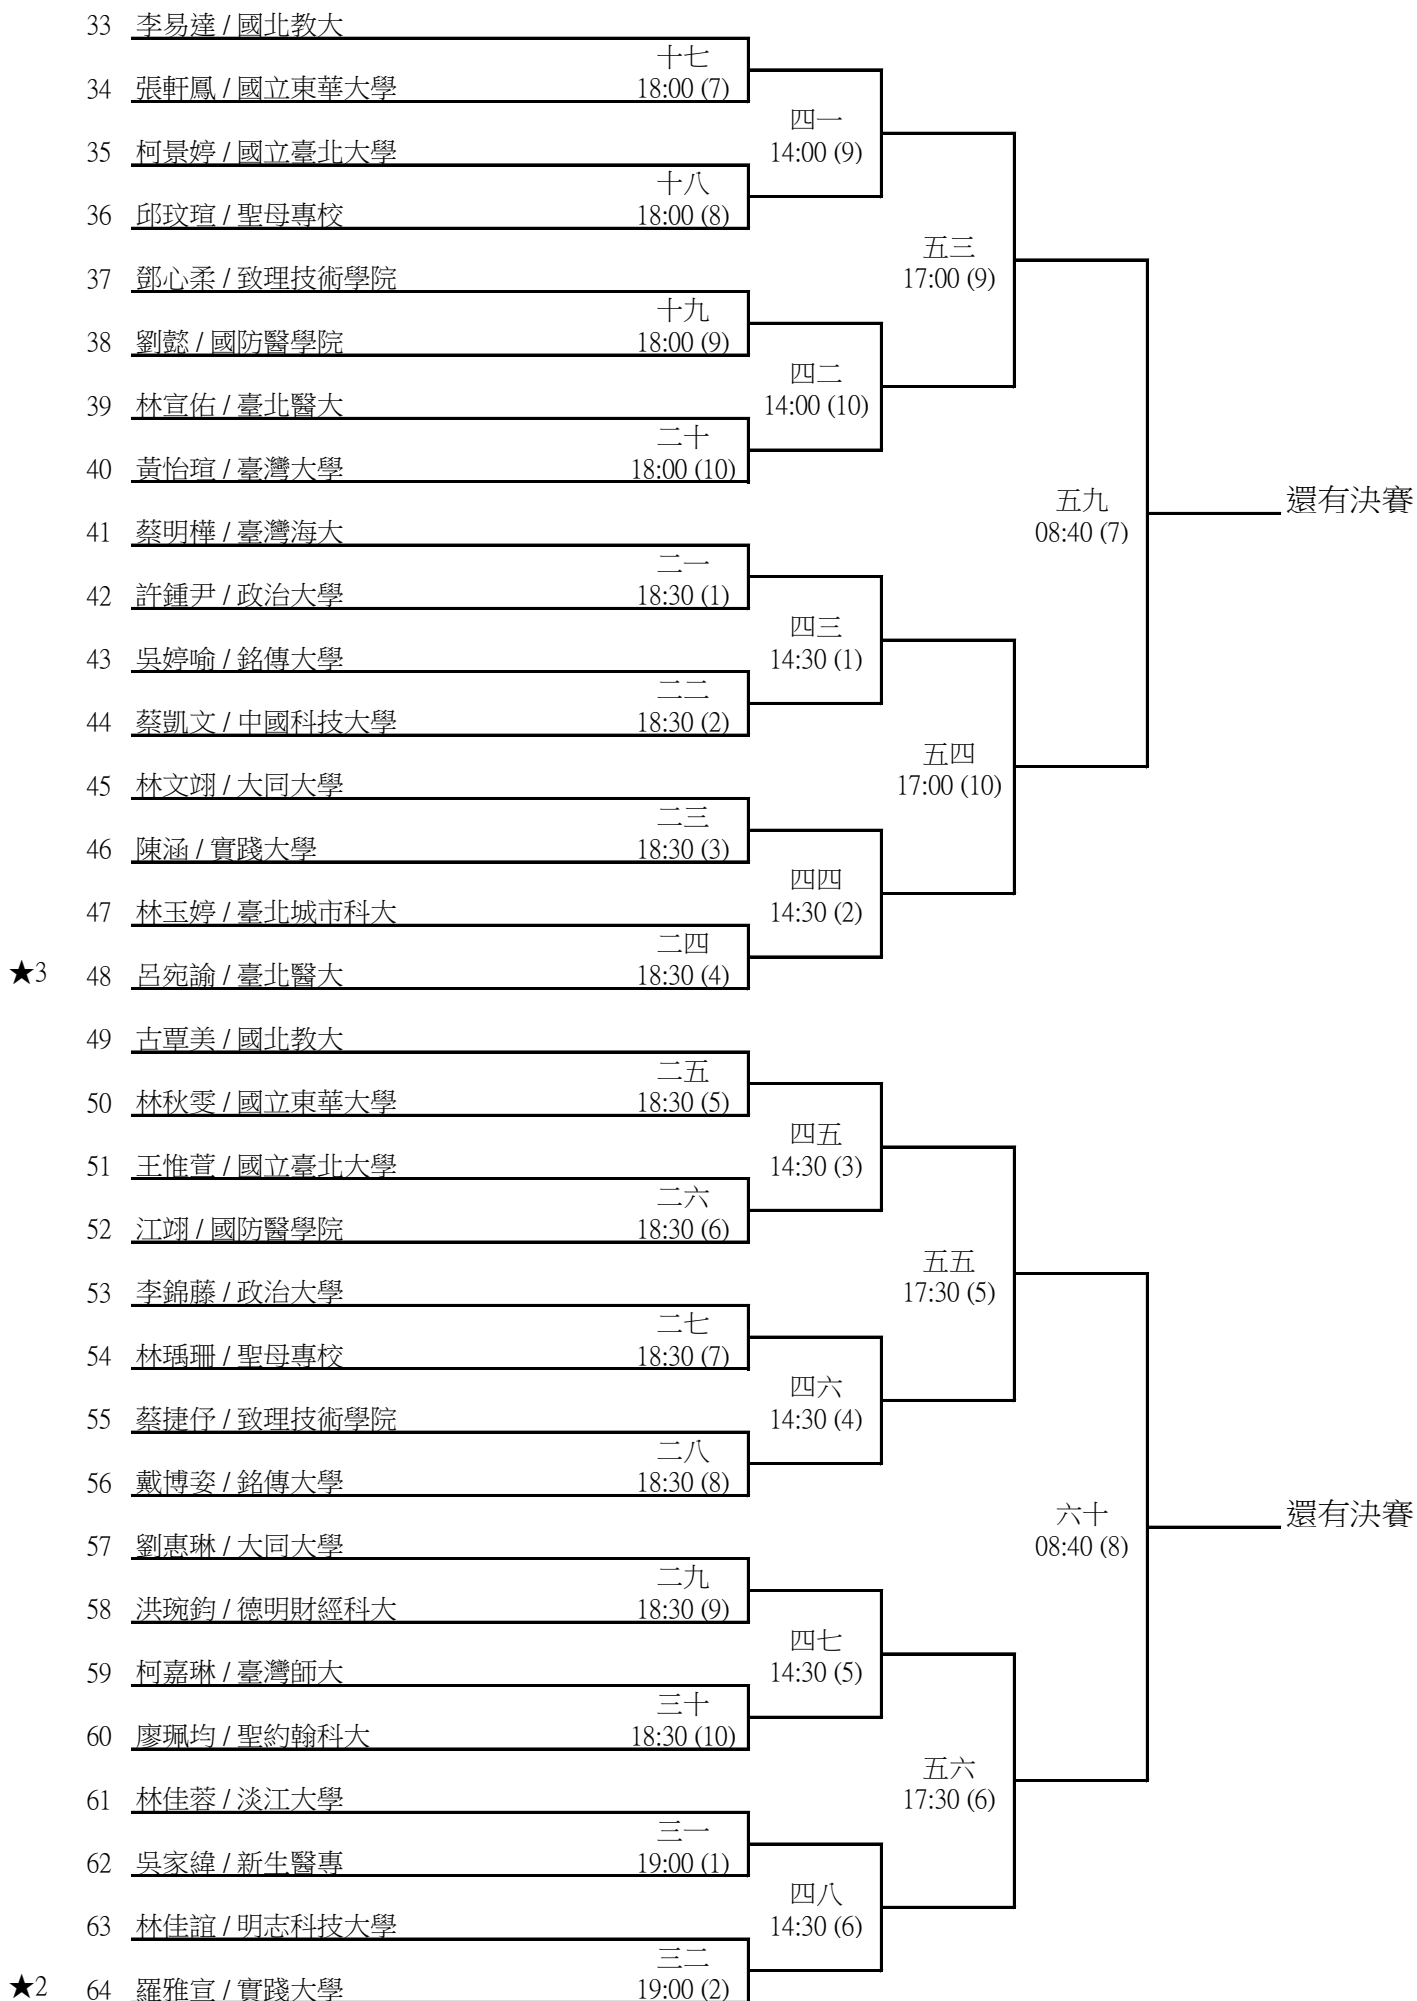 33 李易達 / 國北教大
十七
34 張軒鳳 / 國立東華大學 18:00 (7)
四一
35 柯景婷 / 國立臺北大學 14:00 (9)
十八
36 邱玟瑄 / 聖母專校 18:00 (8)
五三
37 鄧心柔 / 致理技術學院 17:00 (9)
十九
38 劉懿 / 國防醫學院 18:00 (9)
四二
39 林宣佑 / 臺北醫大 14:00 (10)
二十
40 黃怡瑄 / 臺灣大學 18:00 (10)
五九 還有決賽
41 蔡明樺 / 臺灣海大 08:40 (7)
二一
42 許鍾尹 / 政治大學 18:30 (1)
四三
43 吳婷喻 / 銘傳大學 14:30 (1)
二二
44 蔡凱文 / 中國科技大學 18:30 (2)
五四
45 林文翊 / 大同大學 17:00 (10)
二三
46 陳涵 / 實踐大學 18:30 (3)
四四
47 林玉婷 / 臺北城市科大 14:30 (2)
二四
★3 48 呂宛諭 / 臺北醫大 18:30 (4)
49 古覃美 / 國北教大
二五
50 林秋雯 / 國立東華大學 18:30 (5)
四五
51 王惟萱 / 國立臺北大學 14:30 (3)
二六
52 江翊 / 國防醫學院 18:30 (6)
五五
53 李錦藤 / 政治大學 17:30 (5)
二七
54 林瑀珊 / 聖母專校 18:30 (7)
四六
55 蔡捷伃 / 致理技術學院 14:30 (4)
二八
56 戴博姿 / 銘傳大學 18:30 (8)
六十 還有決賽
57 劉惠琳 / 大同大學 08:40 (8)
二九
58 洪琬鈞 / 德明財經科大 18:30 (9)
四七
59 柯嘉琳 / 臺灣師大 14:30 (5)
三十
60 廖珮均 / 聖約翰科大 18:30 (10)
五六
61 林佳蓉 / 淡江大學 17:30 (6)
三一
62 吳家緯 / 新生醫專 19:00 (1)
四八
63 林佳誼 / 明志科技大學 14:30 (6)
三二
★2 64 羅雅宣 / 實踐大學 19:00 (2)